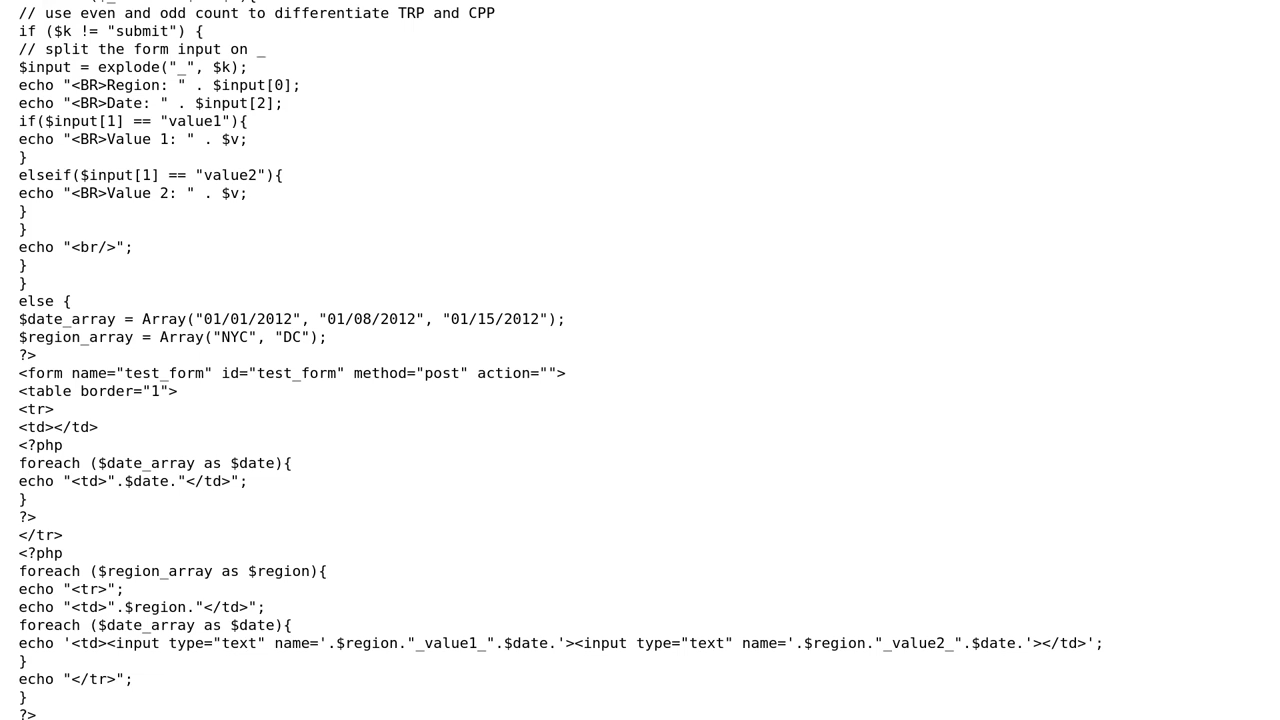 // use even and odd count to differentiate TRP and CPP
if ($k != "submit") {
// split the form input on _
$input = explode("_", $k);
echo "<BR>Region: " . $input[0];
echo "<BR>Date: " . $input[2];
if($input[1] == "value1"){
echo "<BR>Value 1: " . $v;
}
elseif($input[1] == "value2"){
echo "<BR>Value 2: " . $v;
}
}
echo "<br/>";
}
}
else {
$date_array = Array("01/01/2012", "01/08/2012", "01/15/2012");
$region_array = Array("NYC", "DC");
?>
<form name="test_form" id="test_form" method="post" action="">
<table border="1">
<tr>
<td></td>
<?php
foreach ($date_array as $date){
echo "<td>".$date."</td>";
}
?>
</tr>
<?php
foreach ($region_array as $region){
echo "<tr>";
echo "<td>".$region."</td>";
foreach ($date_array as $date){
echo '<td><input type="text" name='.$region."_value1_".$date.'><input type="text" name='.$region."_value2_".$date.'></td>';
}
echo "</tr>";
}
?>